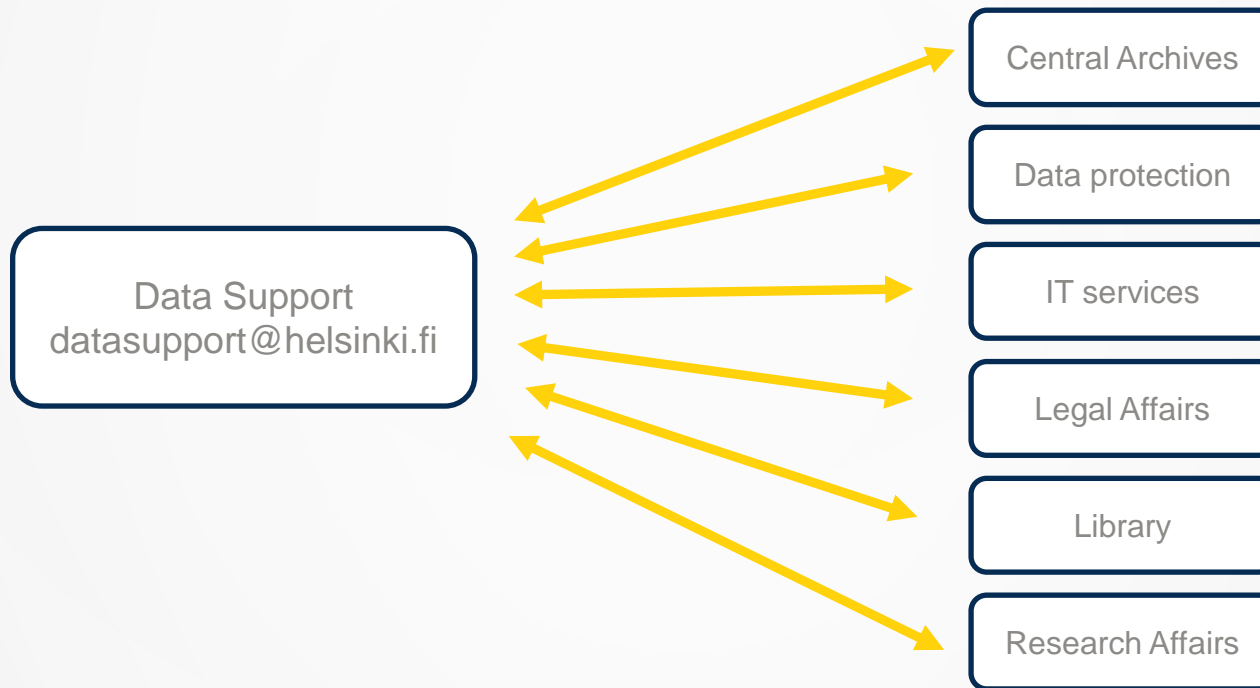 Data Support
datasupport@helsinki.fi
Central Archives
Data protection
IT services
Legal Affairs
Library
Research Affairs